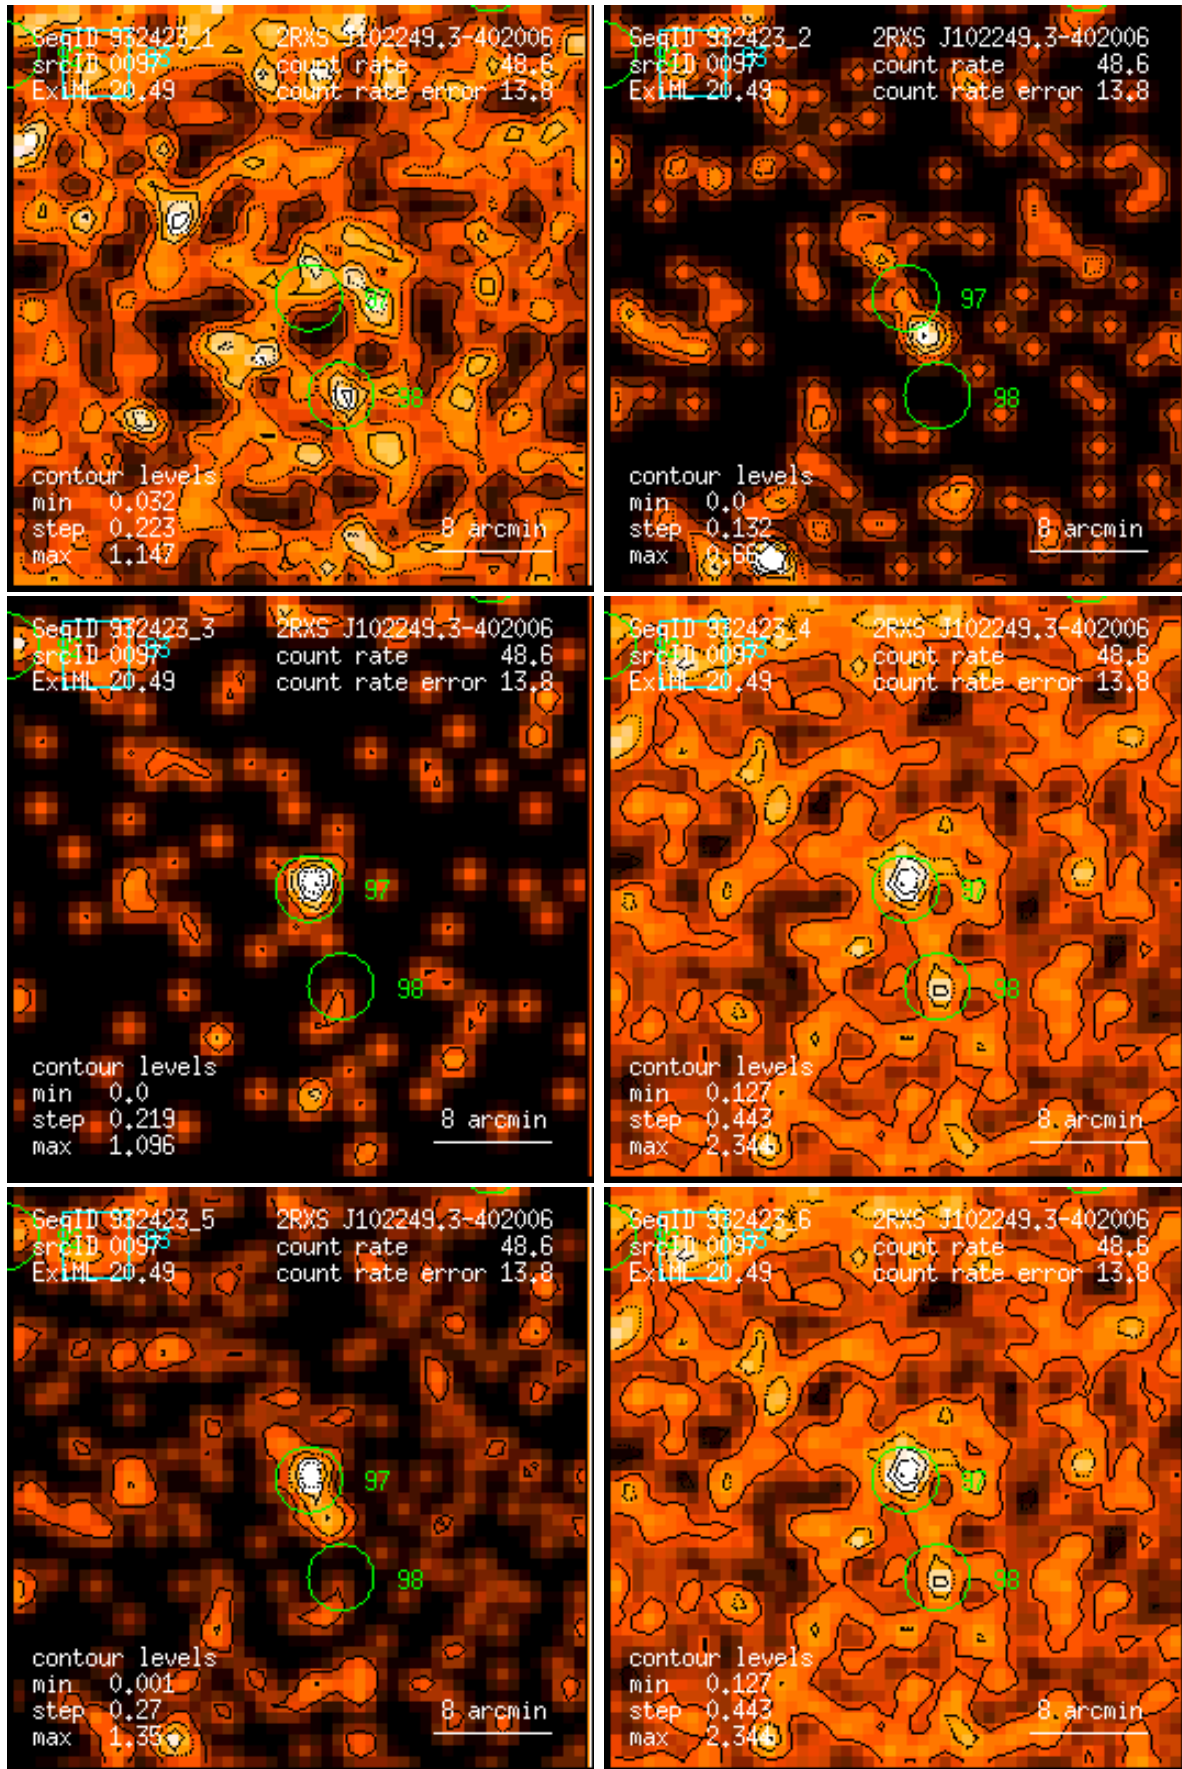 SeqID 932423_1 2RXS J102249.3-402006
srcID 0097 93 count rate 48.6
ExiML 20.49 count rate error 13.8
97
98
contour levels
min 0.032
step 0.223 8 arcmin
max 1.147
SeqID 932423_2 2RXS J102249.3-402006
srcID 0097 93 count rate 48.6
ExiML 20.49 count rate error 13.8
97
98
contour levels
min 0.0
step 0.132 8 arcmin
max
SeqID 932423_3 2RXS J102249.3-402006
srcID 0097 93 count rate 48.6
ExiML 20.49 count rate error 13.8
97
98
contour levels
min 0.0
step 0.219 8 arcmin
max 1.096
SeqID 932423_4 2RXS J102249.3-402006
srcID 0097 93 count rate 48.6
ExiML 20.49 count rate error 13.8
97
98
contour levels
min 0.127
step 0.443 8 arcmin
max
SeqID 932423_5 2RXS J102249.3-402006
srcID 0097 93 count rate 48.6
ExiML 20.49 count rate error 13.8
97
98
contour levels
min 0.001
step 0.27 8 arcmin
max
SeqID 932423_6 2RXS J102249.3-402006
srcID 0097 93 count rate 48.6
ExiML 20.49 count rate error 13.8
97
98
contour levels
min 0.127
step 0.443 8 arcmin
max